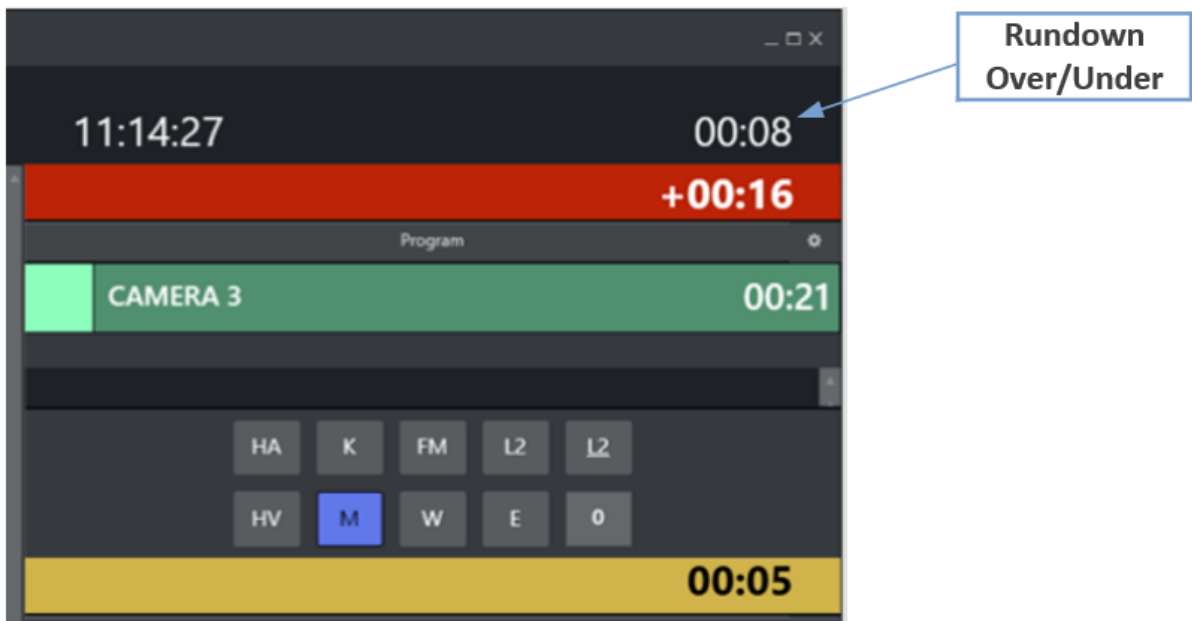 Rundown
Over/Under
11:14:27 00:08
+00:16
Program
CAMERA 3 00:21
HA K FM L2 L2
HV M W E 0
00:05